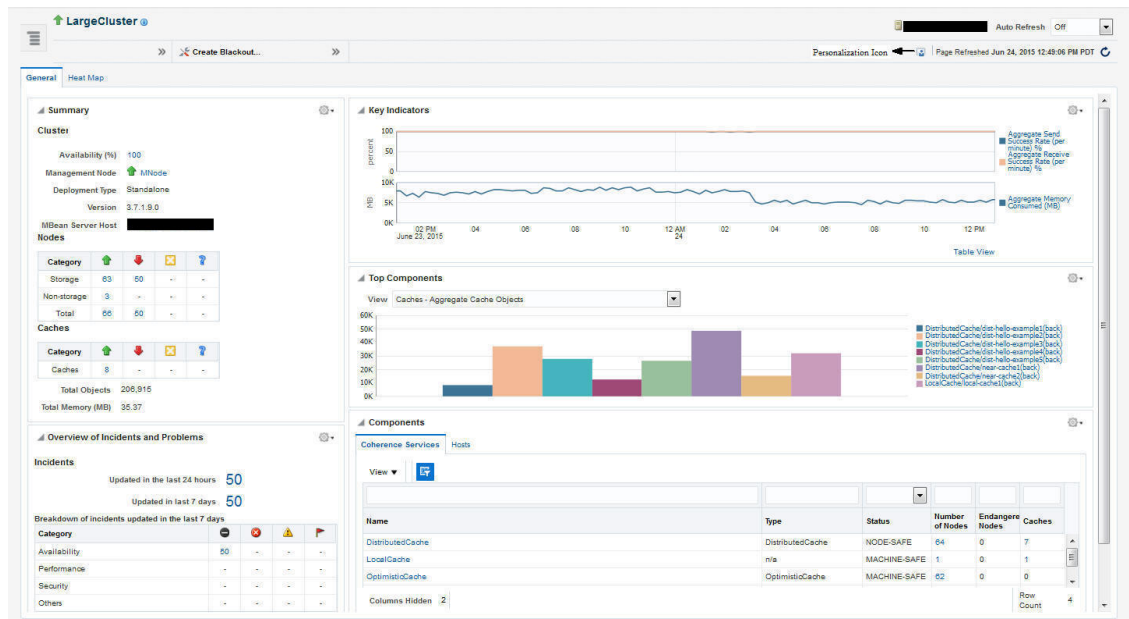 LargeCluster
Auto Refresh Off
Create Blackout...
Personalization Icon
Page Refreshed Jun 24, 2015 12:49:06 PM PDT
General Heat Map
Summary
Cluster
Availability (%) 100
Management Node MNode
Deployment Type Standalone
Version 3.7.1.9.0
MBean Server Host
Nodes
Category
Storage 63 50 - -
Non-storage 3 - - -
Total 66 50 - -
Caches
Category
Caches 8 - - -
Total Objects 206,915
Total Memory (MB) 35.37
Overview of Incidents and Problems
Incidents
Updated in the last 24 hours 50
Updated in last 7 days 50
Breakdown of incidents updated in the last 7 days
Category
Availability 50 - - -
Performance - - - -
Security - - - -
Others - - - -
Key Indicators
100
percent
50
0
Aggregate Send
Success Rate (per
minute) %
Aggregate Receive
Success Rate (per
minute) %
10K
MB
5K
0K
Aggregate Memory
Consumed (MB)
02 PM 04 06 08 10 12 AM 02 04 06 08 10 12 PM
June 23, 2015 24
Table View
Top Components
View Caches - Aggregate Cache Objects
60K
50K
40K
30K
20K
10K
0K
DistributedCache/dist-hello-example1(back)
DistributedCache/dist-hello-example2(back)
DistributedCache/dist-hello-example3(back)
DistributedCache/dist-hello-example4(back)
DistributedCache/dist-hello-example5(back)
DistributedCache/near-cache1(back)
DistributedCache/near-cache2(back)
LocalCache/local-cache1(back)
Components
Coherence Services Hosts
View
Name Type Status Number of Nodes Endangere Nodes Caches
DistributedCache DistributedCache NODE-SAFE 64 0 7
LocalCache n/a MACHINE-SAFE 1 0 1
OptimisticCache OptimisticCache MACHINE-SAFE 62 0 0
Columns Hidden 2
Row Count 4